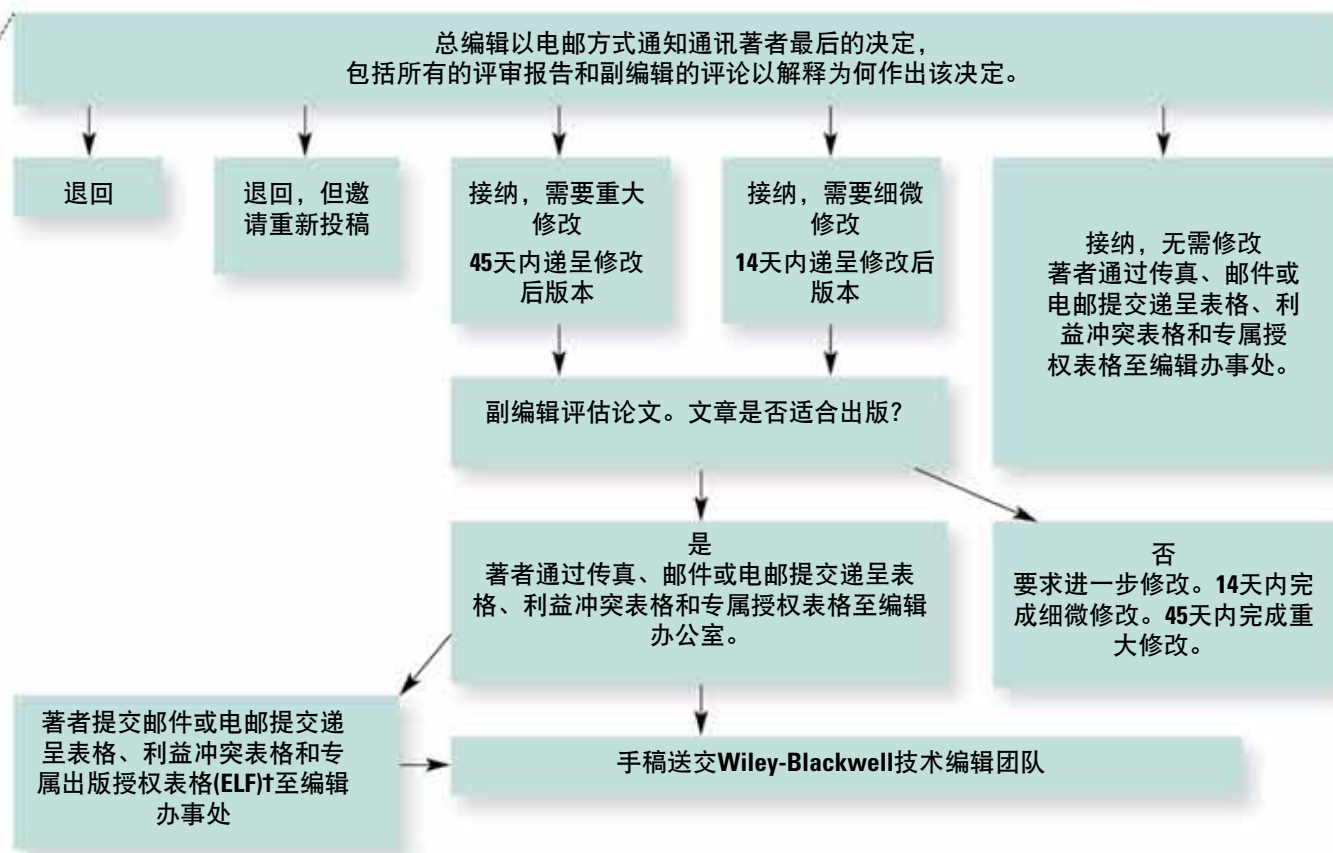 总编辑以电邮方式通知通讯著者最后的决定，
包括所有的评审报告和副编辑的评论以解释为何作出该决定。
退回
退回，但邀
请重新投稿
接纳，需要重大
修改
45天内递呈修改
后版本
接纳，需要细微
修改
14天内递呈修改后
版本
接纳，无需修改
著者通过传真、邮件或
电邮提交递呈表格、利
益冲突表格和专属授
权表格至编辑办事处。
副编辑评估论文。文章是否适合出版？
是
著者通过传真、邮件或电邮提交递呈表
格、利益冲突表格和专属授权表格至编辑
办公室。
否
要求进一步修改。14天内完
成细微修改。45天内完成重
大修改。
著者提交邮件或电邮提交递
呈表格、利益冲突表格和专
属出版授权表格(ELF)†至编辑
办事处
手稿送交Wiley-Blackwell技术编辑团队